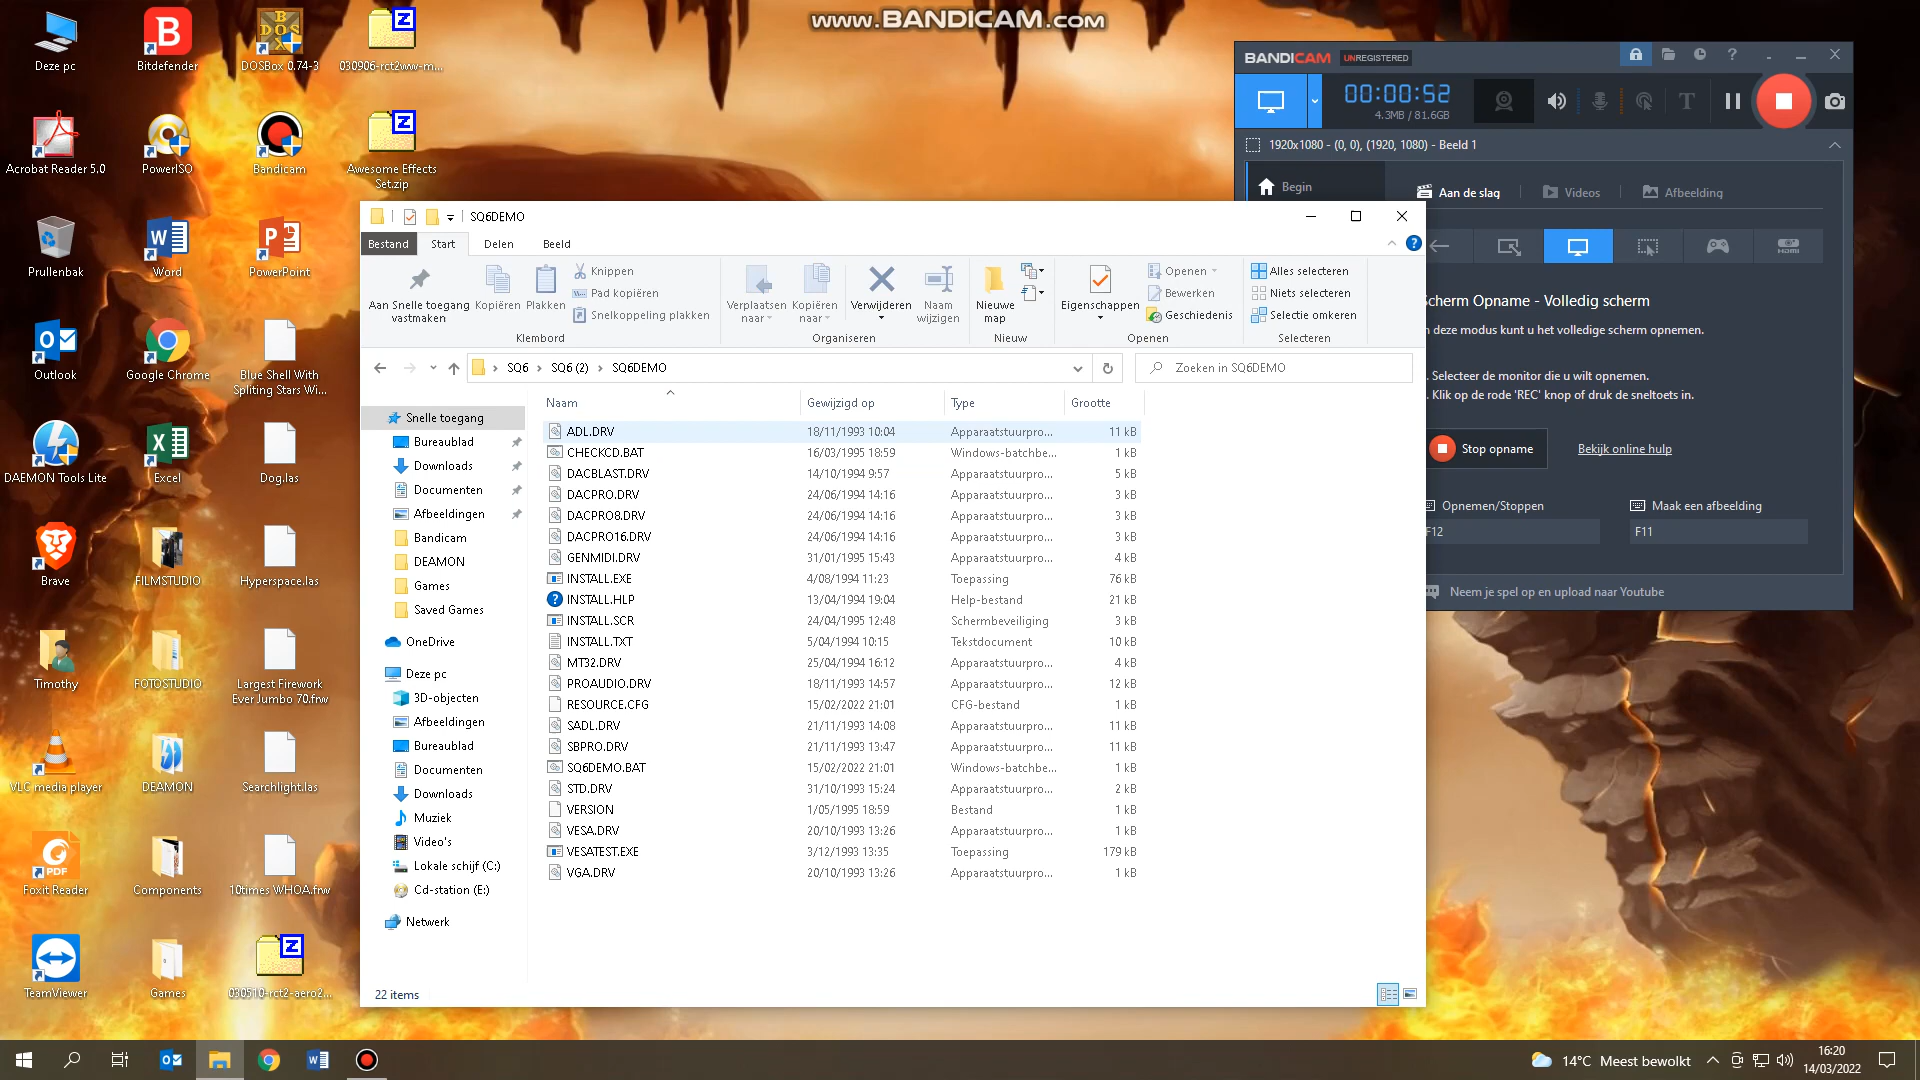 www.BANDICAM.com
Deze pc
Bitdefender
DOSBox 0.74-3
030906-rct2ww-m...
Acrobat Reader 5.0
PowerISO
Bandicam
Awesome Effects
Set.zip
Prullenbak
Word
PowerPoint
Outlook
Google Chrome
Blue Shell With
Spliting Stars Wi...
DAEMON Tools Lite
Excel
Dog.las
Brave
FILMSTUDIO
Hyperspace.las
Timothy
FOTOSTUDIO
Largest Firework
Ever Jumbo 70.fnw
VLC media player
DEAMON
Searchlight.las
Foxit Reader
Components
10times WHOA.fnw
TeamViewer
Games
030510-rct2-aero2...
BANDICAM UNREGISTERED
00:00:52
4.3MB / 81.6GB
1920x1080 - (0, 0), (1920, 1080) - Beeld 1
Begin
Aan de slag
Videos
Afbeelding
HDMI
Scherm Opname - Volledig scherm
n deze modus kunt u het volledige scherm opnemen.
. Selecteer de monitor die u wilt opnemen.
. Klik op de rode 'REC' knop of druk de sneltoets in.
Stop opname
Bekijk online hulp
Opnemen/Stoppen
Maak een afbeelding
F12
F11
Neem je spel op en upload naar Youtube
SQ6DEMO
Bestand
Start
Delen
Beeld
Aan Snelle toegang
vastmaken
Kopiëren
Plakken
Knippen
Pad kopiëren
Snelkoppeling plakken
Klembord
Verplaatsen
naar
Kopiëren
naar
Verwijderen
Naam
wijzigen
Organiseren
Nieuwe
map
Nieuw
Eigenschappen
Openen
Bewerken
Geschiedenis
Openen
Alles selecteren
Niets selecteren
Selectie omkeren
Selecteren
SQ6 › SQ6 (2) › SQ6DEMO
Zoeken in SQ6DEMO
Snelle toegang
Bureaublad
Downloads
Documenten
Afbeeldingen
Bandicam
DEAMON
Games
Saved Games
OneDrive
Deze pc
3D-objecten
Afbeeldingen
Bureaublad
Documenten
Downloads
Muziek
Video's
Lokale schijf (C:)
Cd-station (E:)
Netwerk
Naam Gewijzigd op Type Grootte
ADL.DRV 18/11/1993 10:04 Apparaatstuurpro... 11 kB
CHECKCD.BAT 16/03/1995 18:59 Windows-batchbe... 1 kB
DACBLAST.DRV 14/10/1994 9:57 Apparaatstuurpro... 5 kB
DACPRO.DRV 24/06/1994 14:16 Apparaatstuurpro... 3 kB
DACPRO8.DRV 24/06/1994 14:16 Apparaatstuurpro... 3 kB
DACPRO16.DRV 24/06/1994 14:16 Apparaatstuurpro... 3 kB
GENMIDI.DRV 31/01/1995 15:43 Apparaatstuurpro... 4 kB
INSTALL.EXE 4/08/1994 11:23 Toepassing 76 kB
INSTALL.HLP 13/04/1994 19:04 Help-bestand 21 kB
INSTALL.SCR 24/04/1995 12:48 Schermbeveiliging 3 kB
INSTALL.TXT 5/04/1994 10:15 Tekstdocument 10 kB
MT32.DRV 25/04/1994 16:12 Apparaatstuurpro... 4 kB
PROAUDIO.DRV 18/11/1993 14:57 Apparaatstuurpro... 12 kB
RESOURCE.CFG 15/02/2022 21:01 CFG-bestand 1 kB
SADL.DRV 21/11/1993 14:08 Apparaatstuurpro... 11 kB
SBPRO.DRV 21/11/1993 13:47 Apparaatstuurpro... 11 kB
SQ6DEMO.BAT 15/02/2022 21:01 Windows-batchbe... 1 kB
STD.DRV 31/10/1993 15:24 Apparaatstuurpro... 2 kB
VERSION 1/05/1995 18:59 Bestand 1 kB
VESA.DRV 20/10/1993 13:26 Apparaatstuurpro... 1 kB
VESATEST.EXE 3/12/1993 13:35 Toepassing 179 kB
VGA.DRV 20/10/1993 13:26 Apparaatstuurpro... 1 kB
22 items
14°C Meest bewolkt
16:20
14/03/2022